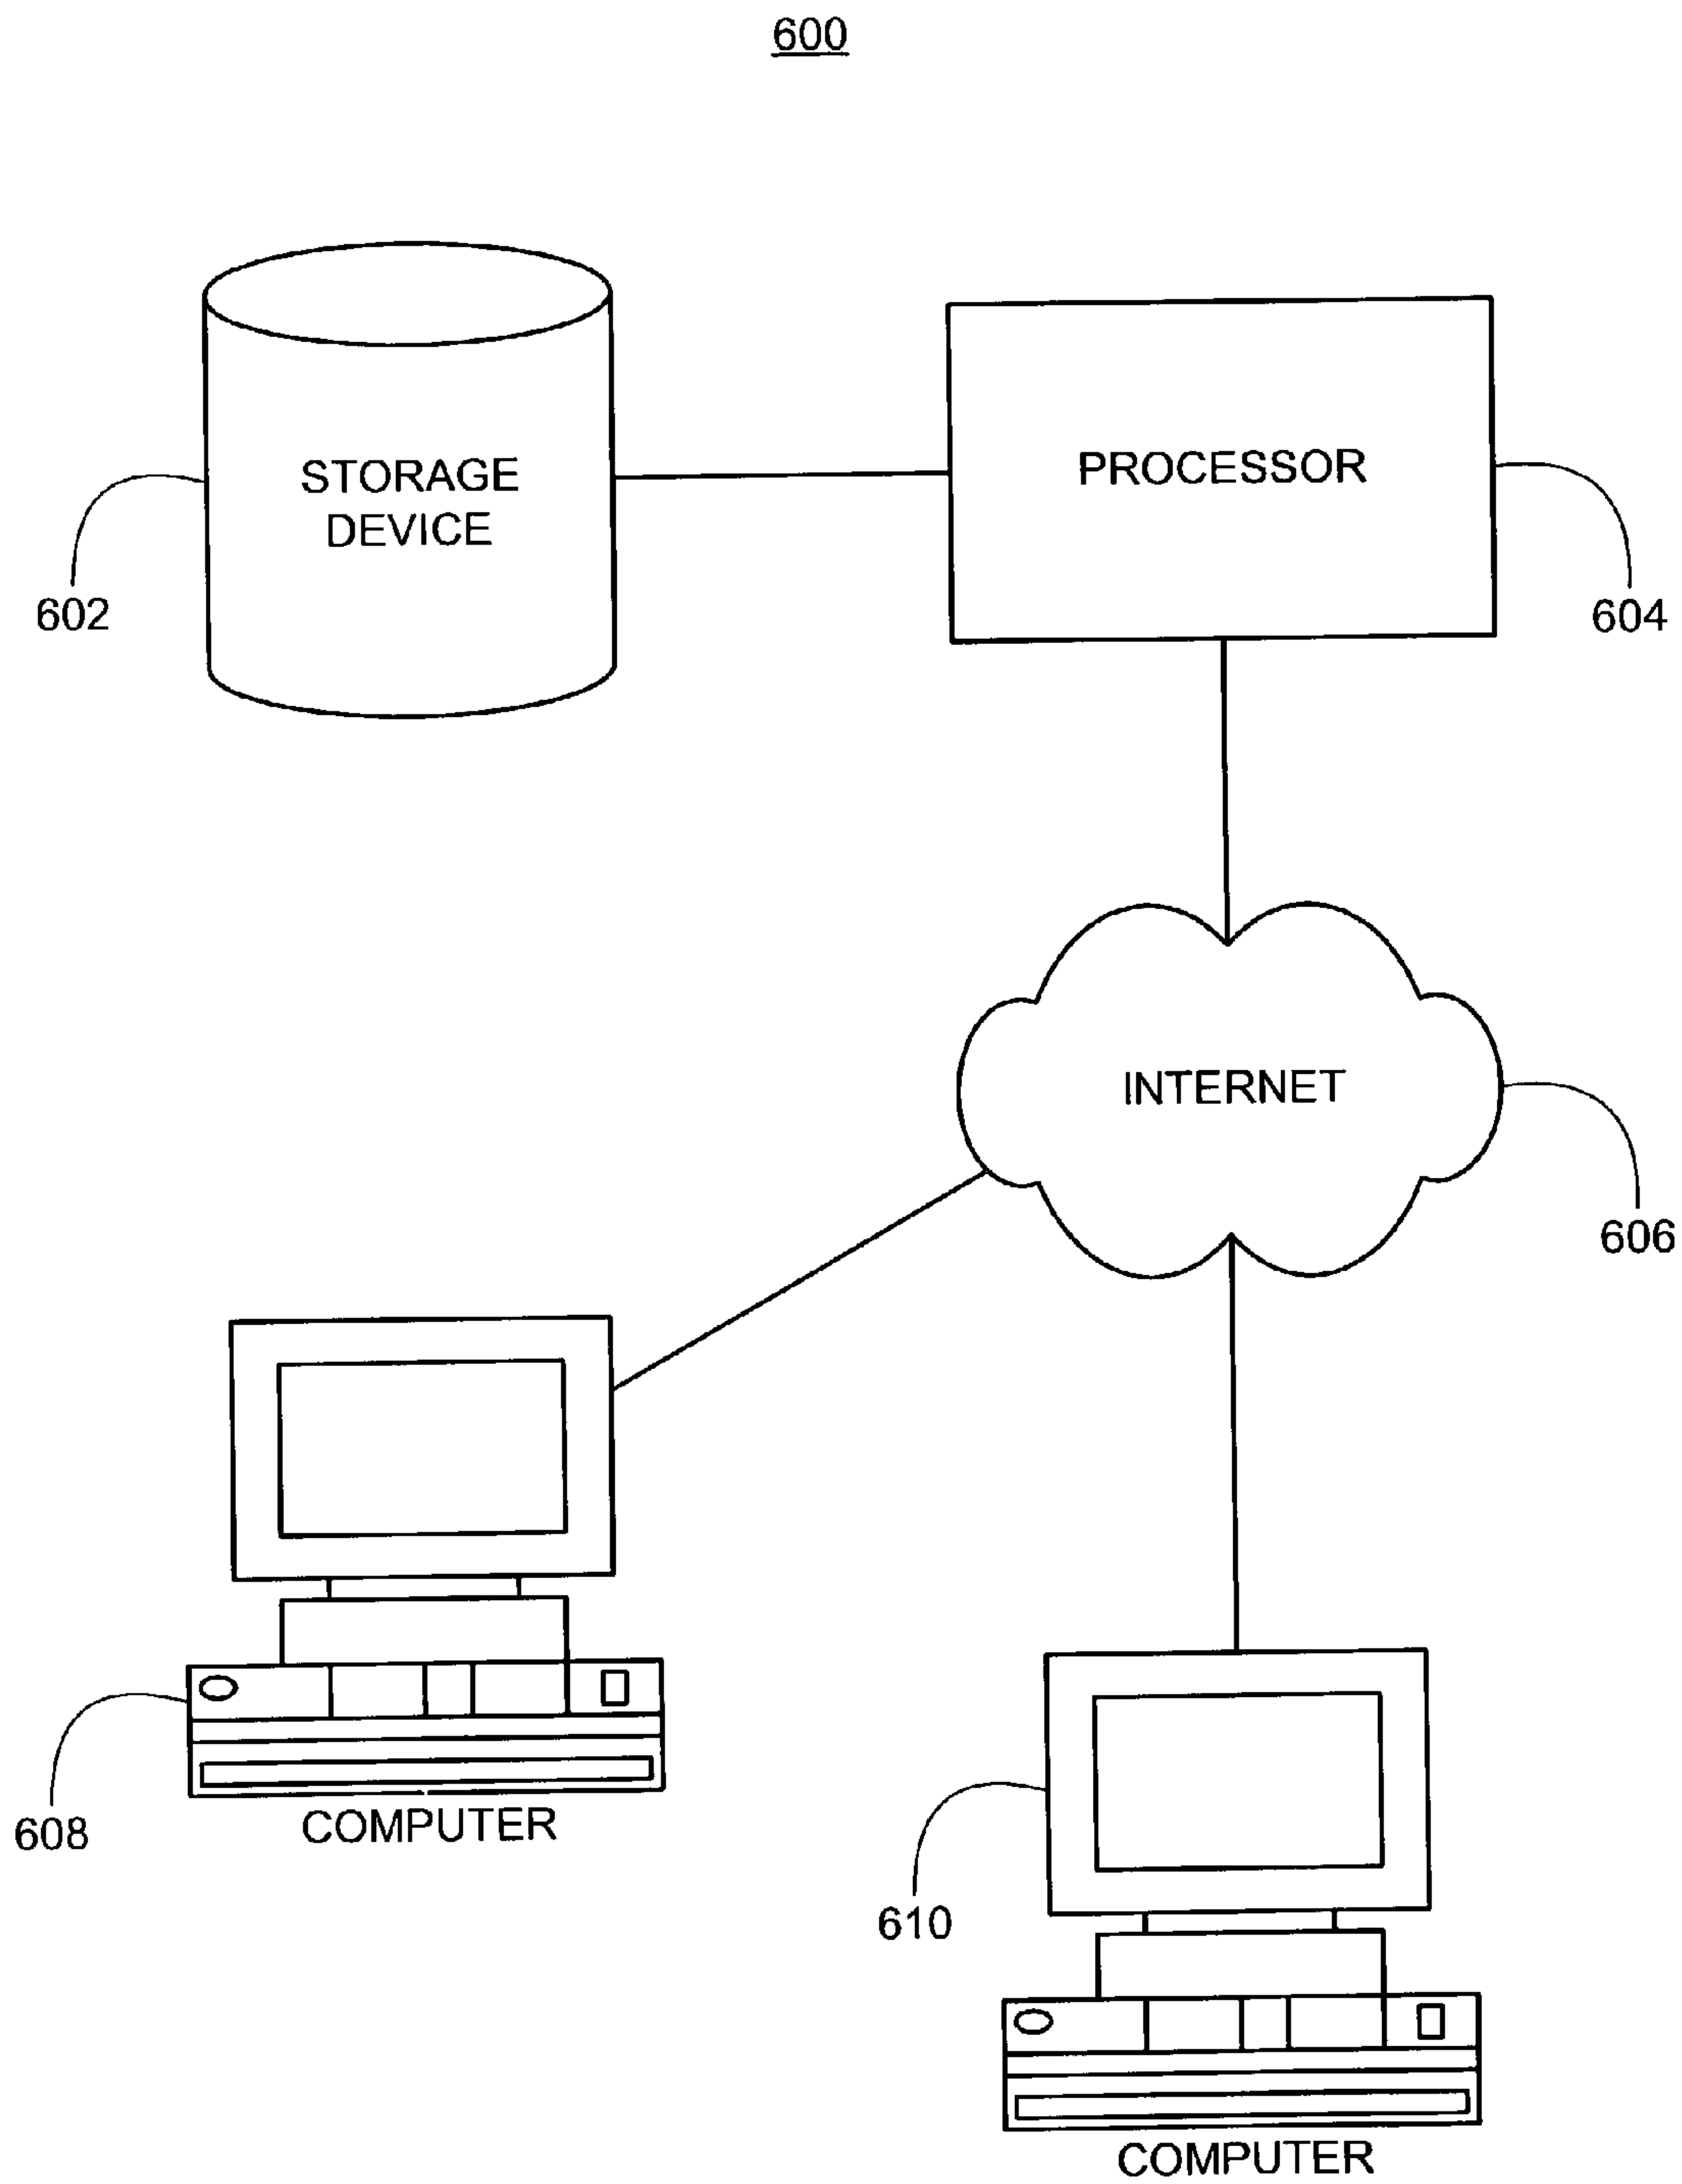 600
STORAGE
DEVICE
PROCESSOR
602
604
INTERNET
606
608
COMPUTER
610
COMPUTER